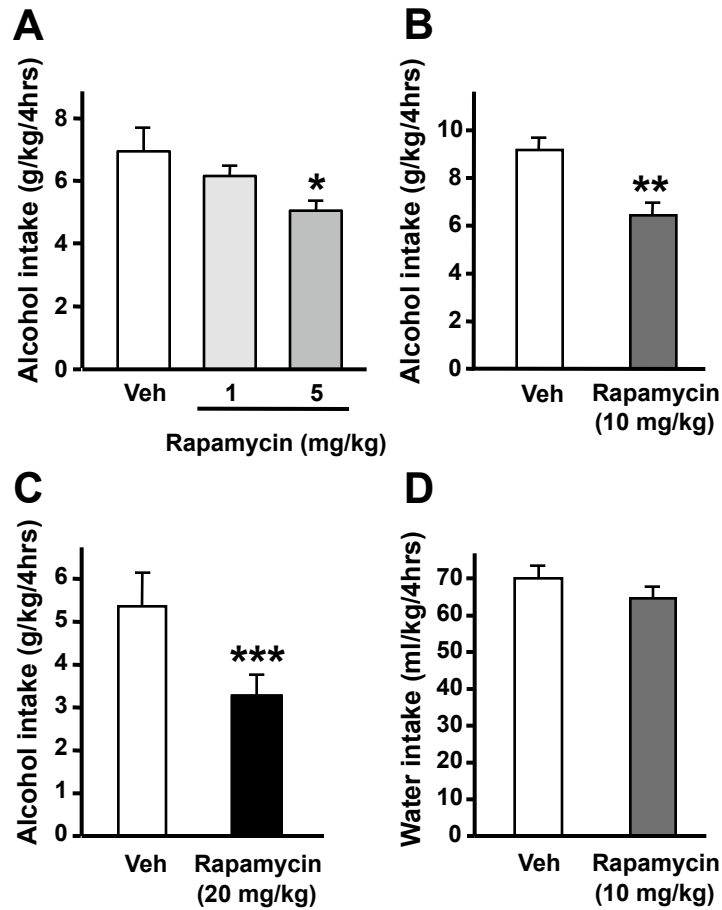 A
Alcohol intake (g/kg/4hrs)
8
6
4
2
0
*
Veh
1
5
Rapamycin (mg/kg)
B
Alcohol intake (g/kg/4hrs)
10
8
6
4
2
0
**
Veh
Rapamycin
(10 mg/kg)
C
Alcohol intake (g/kg/4hrs)
6
5
4
3
2
1
0
***
Veh
Rapamycin
(20 mg/kg)
D
Water intake (ml/kg/4hrs)
70
60
50
40
30
20
10
0
Veh
Rapamycin
(10 mg/kg)